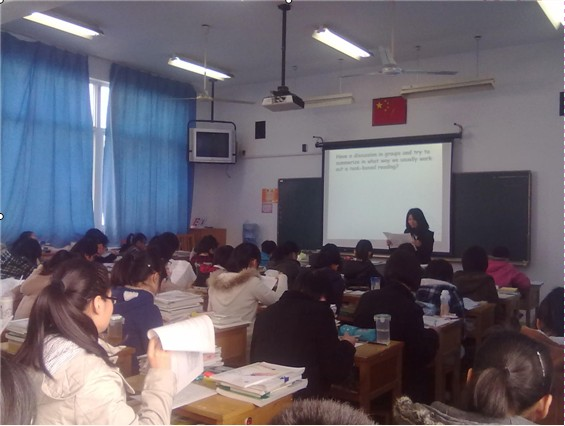 Have a discussion in groups and try to
summarize in what way we usually work
out a task-based reading?